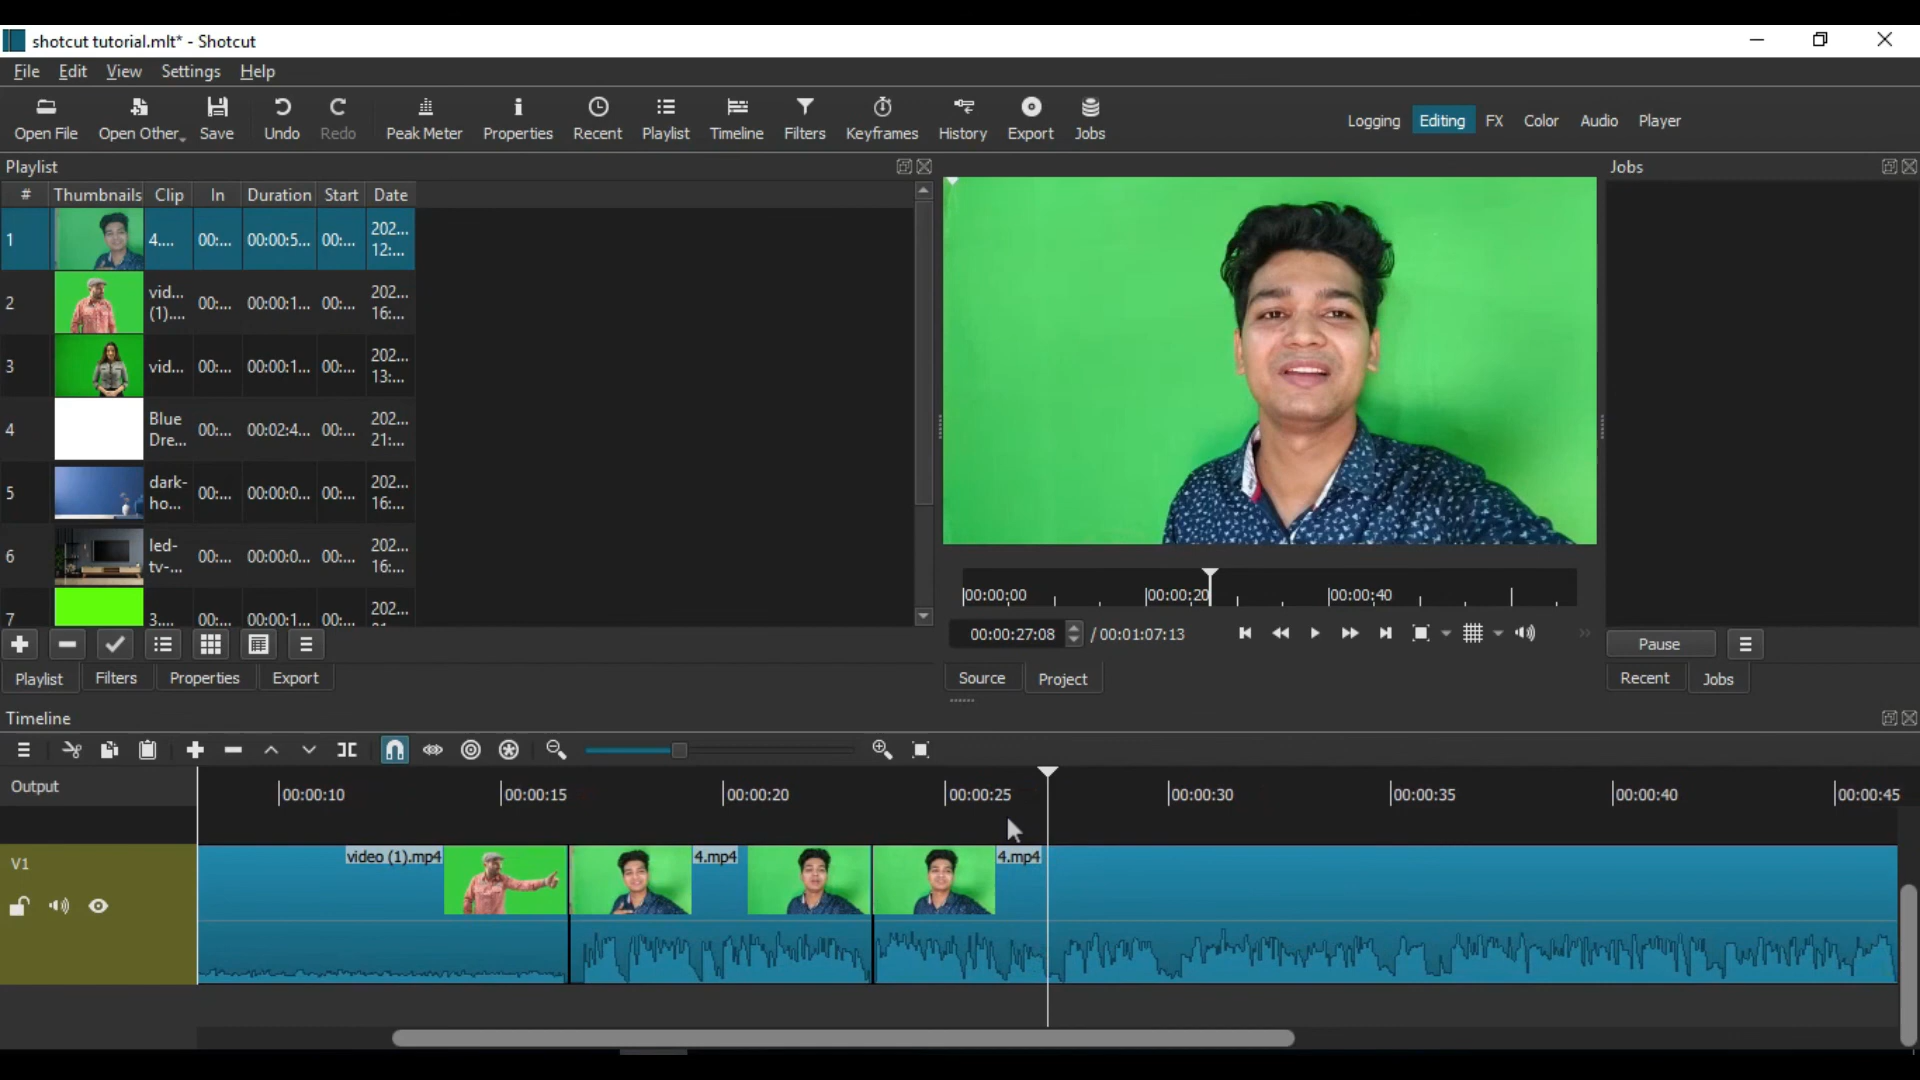 shotcut tutorial.mlt* - Shotcut
File Edit View Settings Help
Open File Open Other Save Undo Redo Peak Meter Properties Recent Playlist Timeline Filters Keyframes History Export Jobs
Logging Editing FX Color Audio Player
Playlist
# Thumbnails Clip In Duration Start Date
1 4.... 00:... 00:00:5... 00:... 202... 12:...
2 vid... (1).... 00:... 00:00:1... 00:... 202... 16:...
3 vid... 00:... 00:00:1... 00:... 202... 13:...
4 Blue Dre... 00:... 00:02:4... 00:... 202... 21:...
5 dark-ho... 00:... 00:00:0... 00:... 202... 16:...
6 led-tv-... 00:... 00:00:0... 00:... 202... 16:...
7 3.... 00:... 00:00:1... 00:... 202...
Playlist Filters Properties Export
00:00:00 00:00:20 00:00:40
00:00:27:08 / 00:01:07:13
Source Project
Jobs
Pause
Recent Jobs
Timeline
Output
00:00:10 00:00:15 00:00:20 00:00:25 00:00:30 00:00:35 00:00:40 00:00:45
V1
video (1).mp4 4.mp4 4.mp4